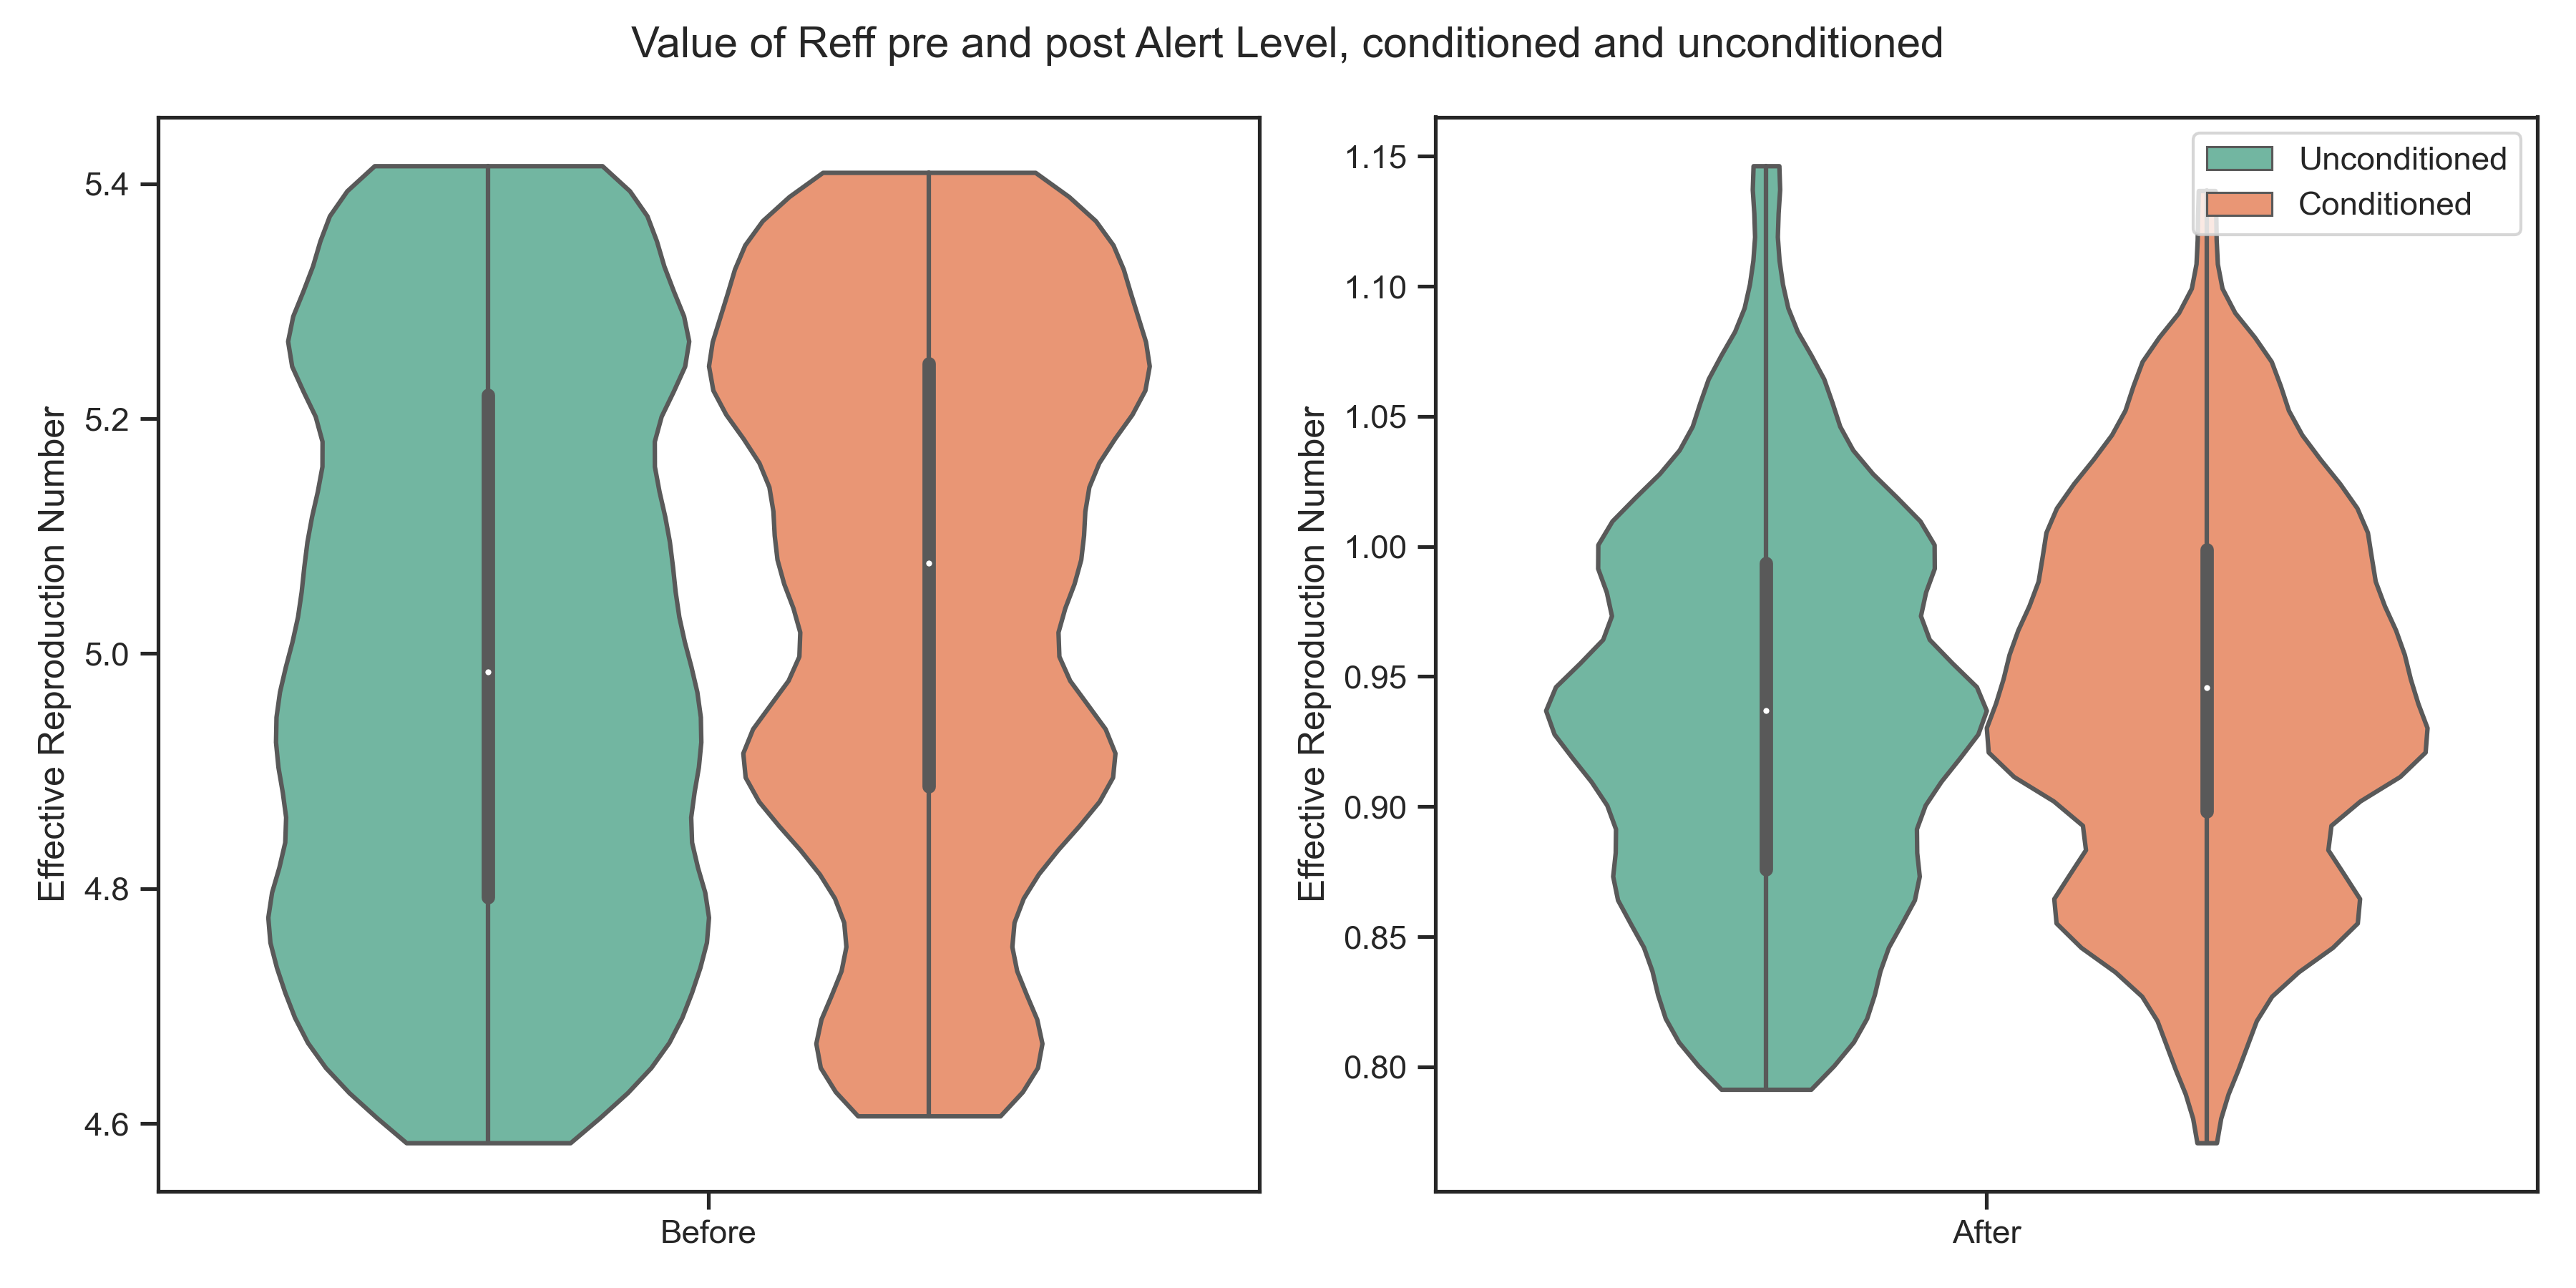 Value of Reff pre and post Alert Level, conditioned and unconditioned
Effective Reproduction Number
5.4
5.2
5.0
4.8
4.6
Before
Effective Reproduction Number
1.15
1.10
1.05
1.00
0.95
0.90
0.85
0.80
After
Unconditioned
Conditioned